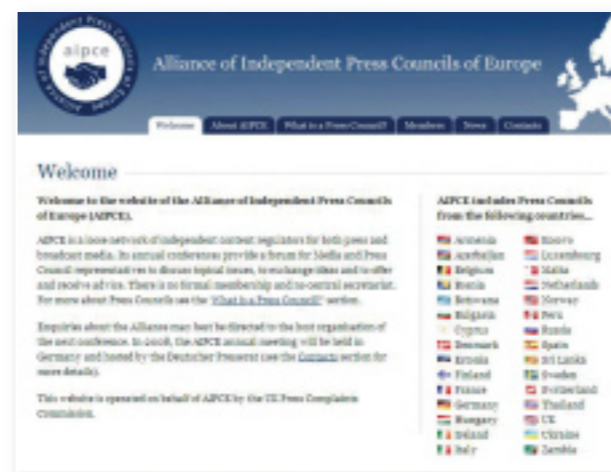 aipce
Alliance of Independent Press Councils of Europe
Alliance of Independent Press Councils of Europe
Welcome About AIPCE What is a Press Council? Members News Contacts
Welcome
Welcome to the website of the Alliance of Independent Press Councils
of Europe (AIPCE).
AIPCE is a loose network of independent content regulators for both press and
broadcast media. Its annual conferences provide a forum for Media and Press
Council representatives to discuss topical issues, to exchange ideas and to offer
and receive advice. There is no formal membership and no central secretariat.
For more about Press Councils see the "What is a Press Council?" section.
Enquiries about the Alliance may best be directed to the host organisation of
the next conference. In 2008, the AIPCE annual meeting will be held in
Germany and hosted by the Deutscher Presserat (see the Contacts section for
more details).
This website is operated on behalf of AIPCE by the UK Press Complaints
Commission.
AIPCE includes Press Councils
from the following countries...
Armenia
Azerbaijan
Belgium
Bosnia
Botswana
Bulgaria
Cyprus
Denmark
Estonia
Finland
France
Germany
Hungary
Ireland
Italy
Kosovo
Luxembourg
Malta
Netherlands
Norway
Peru
Russia
Spain
Sri Lanka
Sweden
Switzerland
Thailand
UK
Ukraine
Zambia